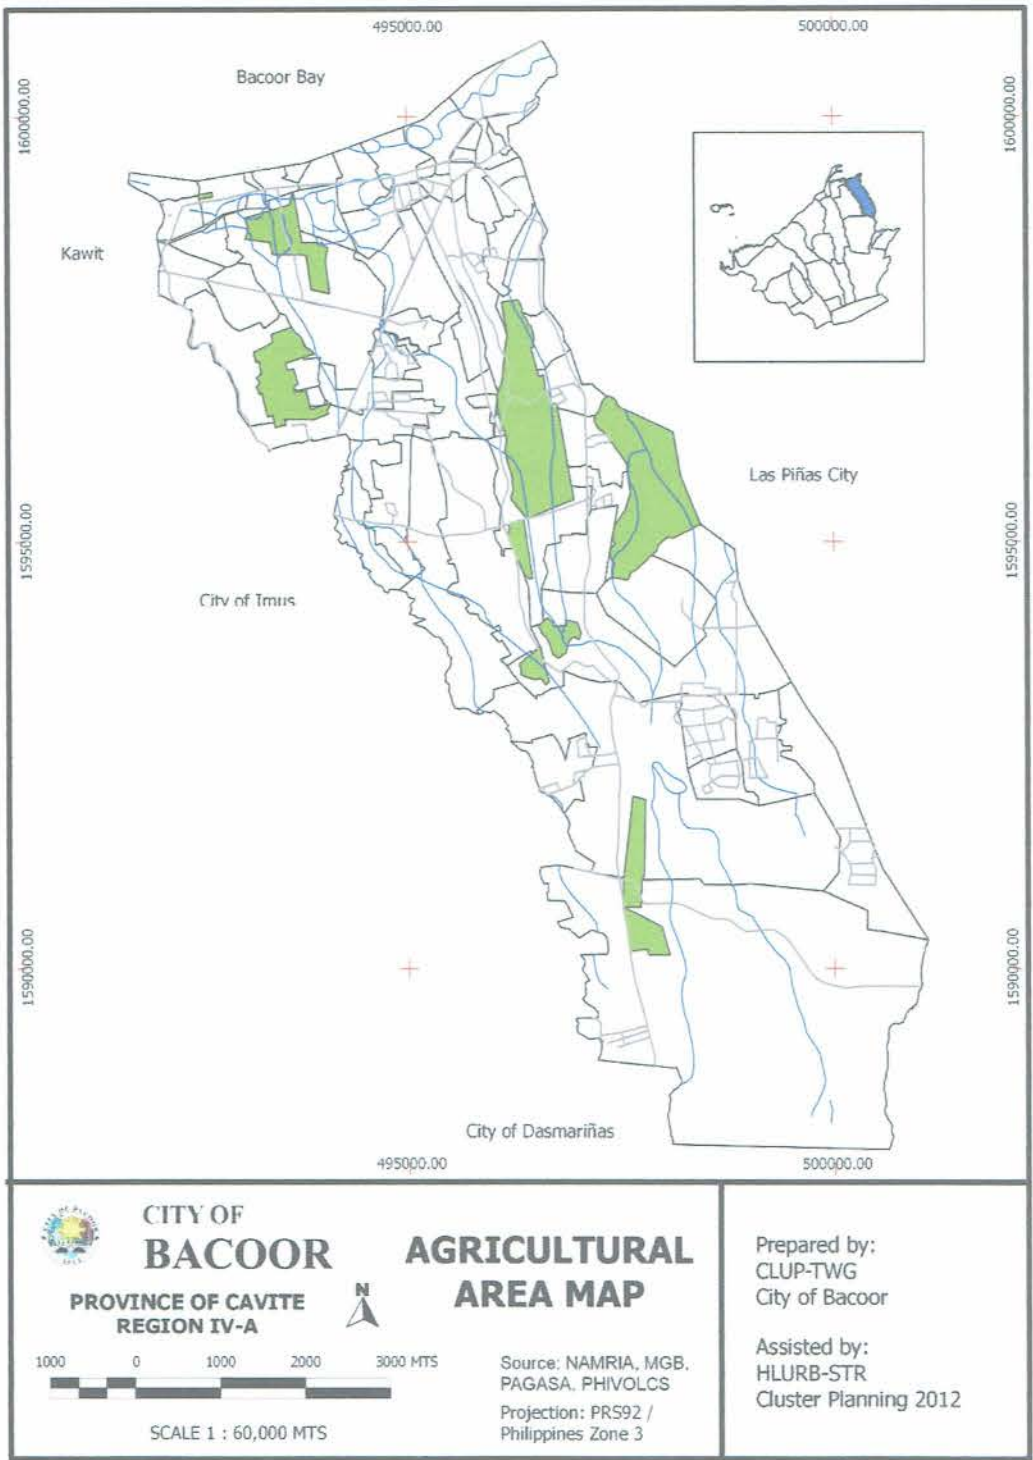 495000.00
500000.00
Bacoor Bay
1600000.00
1600000.00
Kawit
Las Piñas City
1595000.00
1595000.00
City of Imus
1590000.00
1590000.00
City of Dasmariñas
495000.00
500000.00
CITY OF
BACOOR
PROVINCE OF CAVITE
REGION IV-A
N
AGRICULTURAL
AREA MAP
1000 0 1000 2000 3000 MTS
SCALE 1 : 60,000 MTS
Source: NAMRIA, MGB,
PAGASA, PHIVOLCS
Projection: PRS92 /
Philippines Zone 3
Prepared by:
CLUP-TWG
City of Bacoor
Assisted by:
HLURB-STR
Cluster Planning 2012